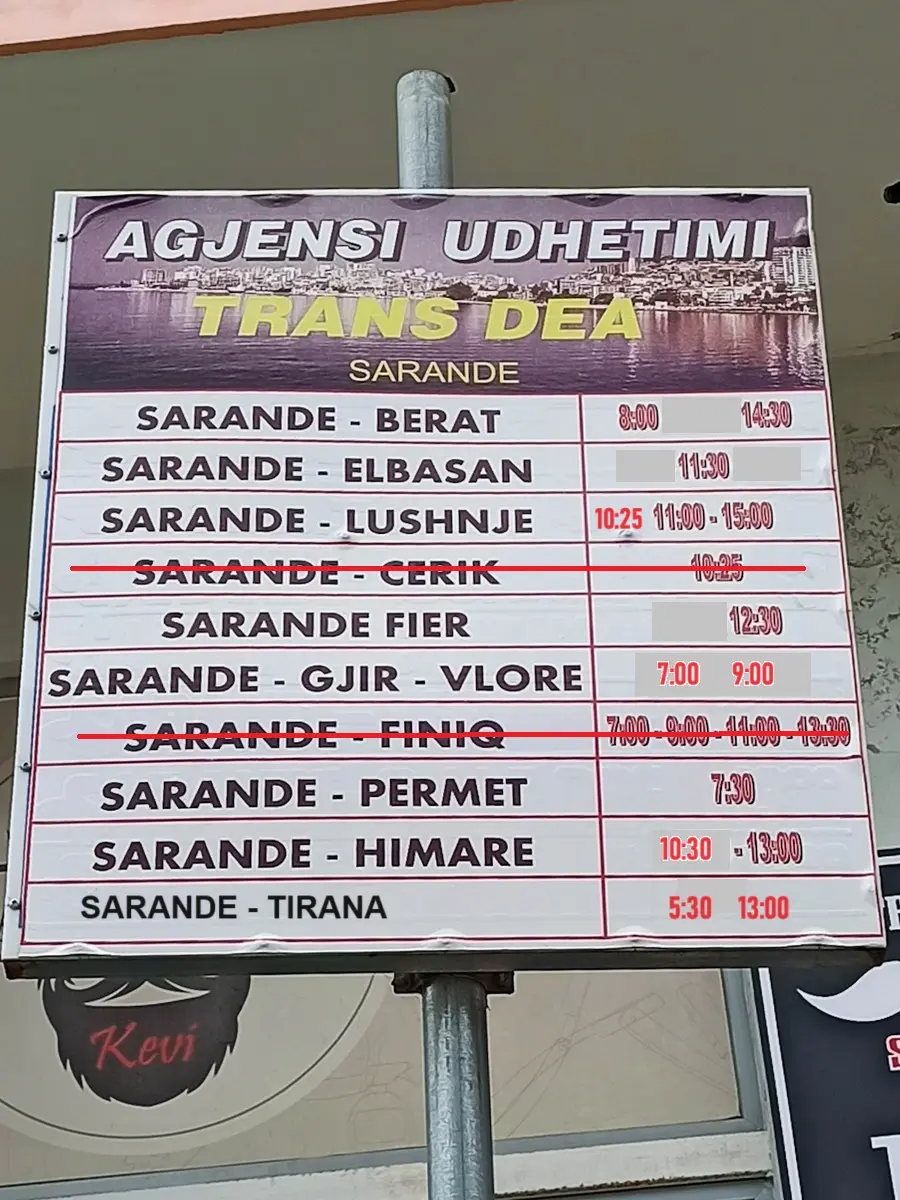 AGJENSI UDHETIMI
TRANS DEA
SARANDE
SARANDE - BERAT 8:00 14:30
SARANDE - ELBASAN 11:30
SARANDE - LUSHNJE 10:25 11:00 - 15:00
SARANDE - CERIK 10:25
SARANDE FIER 12:30
SARANDE - GJIR - VLORE 7:00 9:00
SARANDE - FINIQ 7:00 - 9:00 - 11:00 - 13:30
SARANDE - PERMET 7:30
SARANDE - HIMARE 10:30 - 13:00
SARANDE - TIRANA 5:30 13:00
Kevi